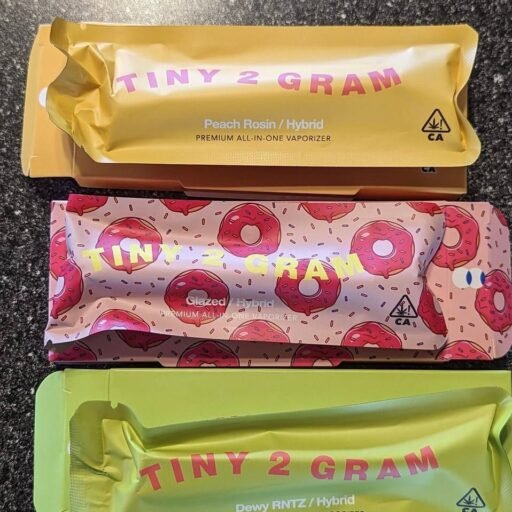 TINY 2 GRAM
Peach Rosin / Hybrid
PREMIUM ALL-IN-ONE VAPORIZER
CA
CA
TINY 2 GRAM
Glazed / Hybrid
PREMIUM ALL-IN-ONE VAPORIZER
CA
TINY 2 GRAM
Dewy RNTZ / Hybrid